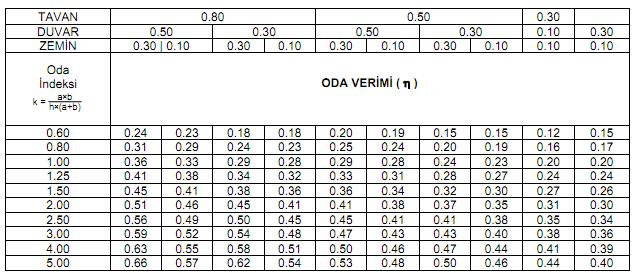 TAVAN 0.80 0.50 0.30
DUVAR 0.50 0.30 0.50 0.30 0.10 0.30
ZEMİN 0.30 | 0.10 0.30 0.10 0.30 0.10 0.30 0.10 0.10 0.10
Oda
İndeksi
k = a×b
h×(a+b)
ODA VERİMİ ( η )
0.60 0.24 0.23 0.18 0.18 0.20 0.19 0.15 0.15 0.12 0.15
0.80 0.31 0.29 0.24 0.23 0.25 0.24 0.20 0.19 0.16 0.17
1.00 0.36 0.33 0.29 0.28 0.29 0.28 0.24 0.23 0.20 0.20
1.25 0.41 0.38 0.34 0.32 0.33 0.31 0.28 0.27 0.24 0.24
1.50 0.45 0.41 0.38 0.36 0.36 0.34 0.32 0.30 0.27 0.26
2.00 0.51 0.46 0.45 0.41 0.41 0.38 0.37 0.35 0.31 0.30
2.50 0.56 0.49 0.50 0.45 0.45 0.41 0.41 0.38 0.35 0.34
3.00 0.59 0.52 0.54 0.48 0.47 0.43 0.43 0.40 0.38 0.36
4.00 0.63 0.55 0.58 0.51 0.50 0.46 0.47 0.44 0.41 0.39
5.00 0.66 0.57 0.62 0.54 0.53 0.48 0.50 0.46 0.44 0.40